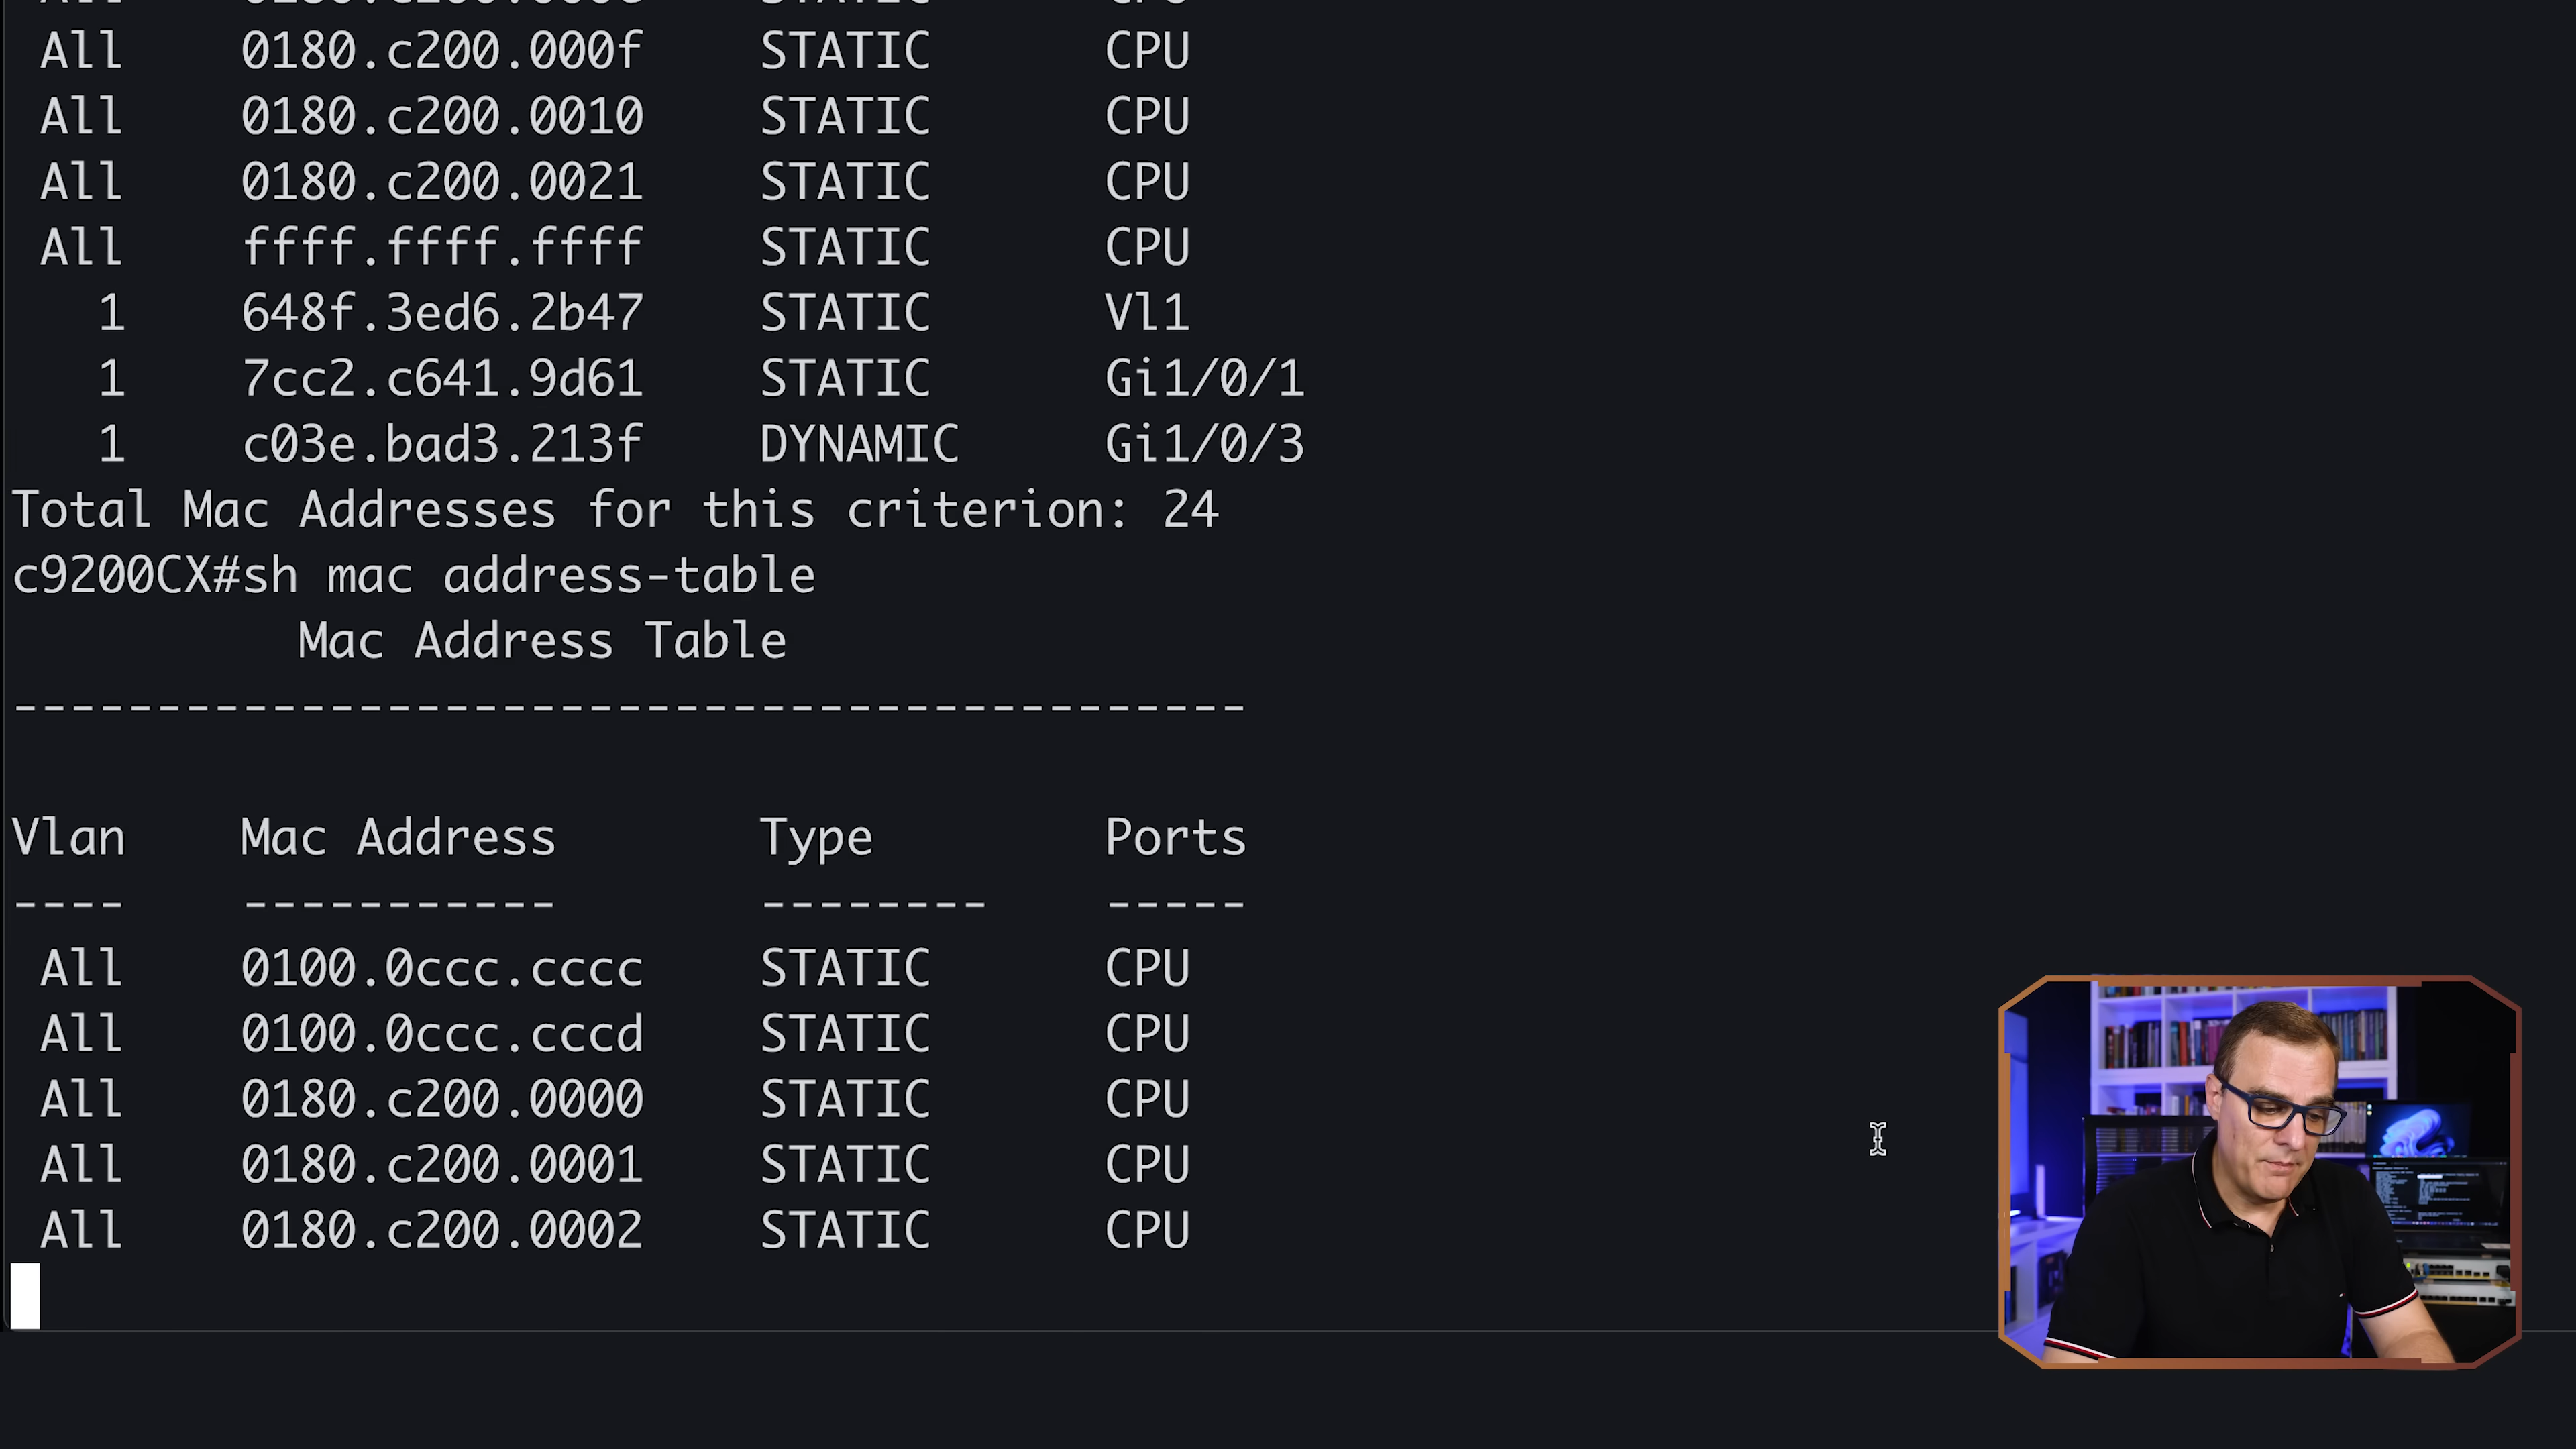 All 0180.c200.000f STATIC CPU
All 0180.c200.0010 STATIC CPU
All 0180.c200.0021 STATIC CPU
All ffff.ffff.ffff STATIC CPU
1 648f.3ed6.2b47 STATIC Vl1
1 7cc2.c641.9d61 STATIC Gi1/0/1
1 c03e.bad3.213f DYNAMIC Gi1/0/3
Total Mac Addresses for this criterion: 24
c9200CX#sh mac address-table
Mac Address Table
-------------------------------------------
Vlan Mac Address Type Ports
---- ----------- -------- -----
All 0100.0ccc.cccc STATIC CPU
All 0100.0ccc.cccd STATIC CPU
All 0180.c200.0000 STATIC CPU
All 0180.c200.0001 STATIC CPU
All 0180.c200.0002 STATIC CPU